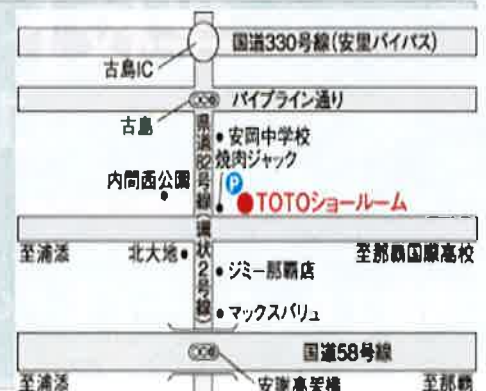 国道330号線(安里バイパス)
古島IC
パイプライン通り
古島
県道82号線(環状2号線)
安岡中学校
焼肉ジャック
内間西公園
P
TOTOショールーム
至浦添
北大地
至那覇国際高校
ジミー那覇店
マックスバリュ
国道58号線
至浦添
安謝高架橋
至那覇